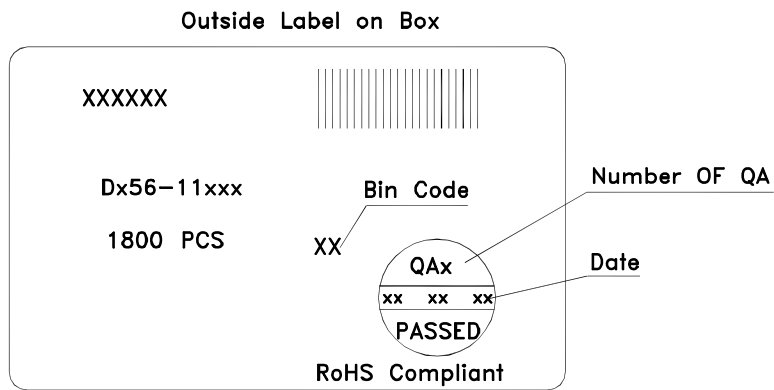 Outside Label on Box
XXXXXX
Dx56-11xxx
Bin Code
Number OF QA
1800 PCS
XX
QAx
Date
xx xx xx
PASSED
RoHS Compliant